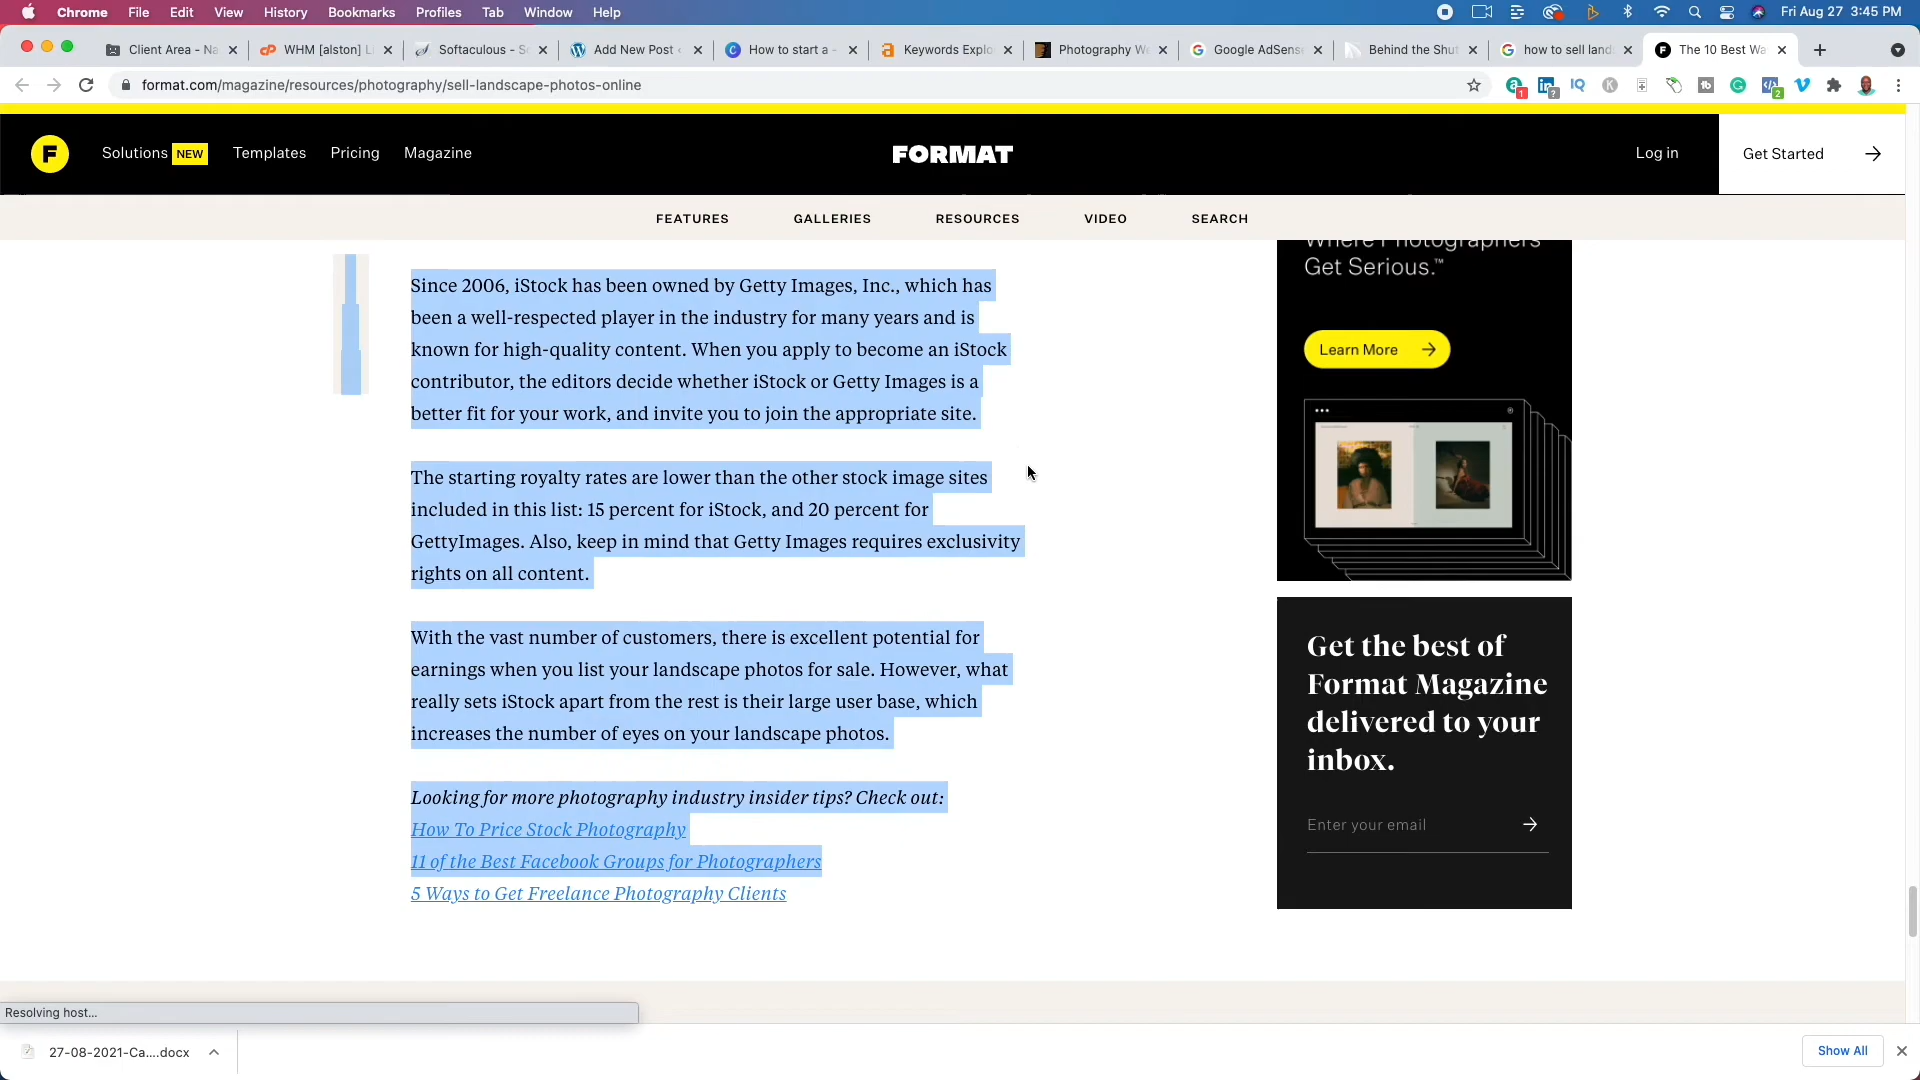 Chrome File Edit View History Bookmarks Profiles Tab Window Help Fri Aug 27 3:45 PM
Client Area - Na WHM [alston] Li Softaculous - S Add New Post How to start a - Keywords Explo Photography W Google AdSens Behind the Shut how to sell land The 10 Best Wa
format.com/magazine/resources/photography/sell-landscape-photos-online
F Solutions NEW Templates Pricing Magazine FORMAT Log in Get Started
FEATURES GALLERIES RESOURCES VIDEO SEARCH
Since 2006, iStock has been owned by Getty Images, Inc., which has
been a well-respected player in the industry for many years and is
known for high-quality content. When you apply to become an iStock
contributor, the editors decide whether iStock or Getty Images is a
better fit for your work, and invite you to join the appropriate site.
The starting royalty rates are lower than the other stock image sites
included in this list: 15 percent for iStock, and 20 percent for
GettyImages. Also, keep in mind that Getty Images requires exclusivity
rights on all content.
With the vast number of customers, there is excellent potential for
earnings when you list your landscape photos for sale. However, what
really sets iStock apart from the rest is their large user base, which
increases the number of eyes on your landscape photos.
Looking for more photography industry insider tips? Check out:
How To Price Stock Photography
11 of the Best Facebook Groups for Photographers
5 Ways to Get Freelance Photography Clients
Where Photographers
Get Serious.™
Learn More
Get the best of
Format Magazine
delivered to your
inbox.
Enter your email
Resolving host...
27-08-2021-Ca....docx Show All